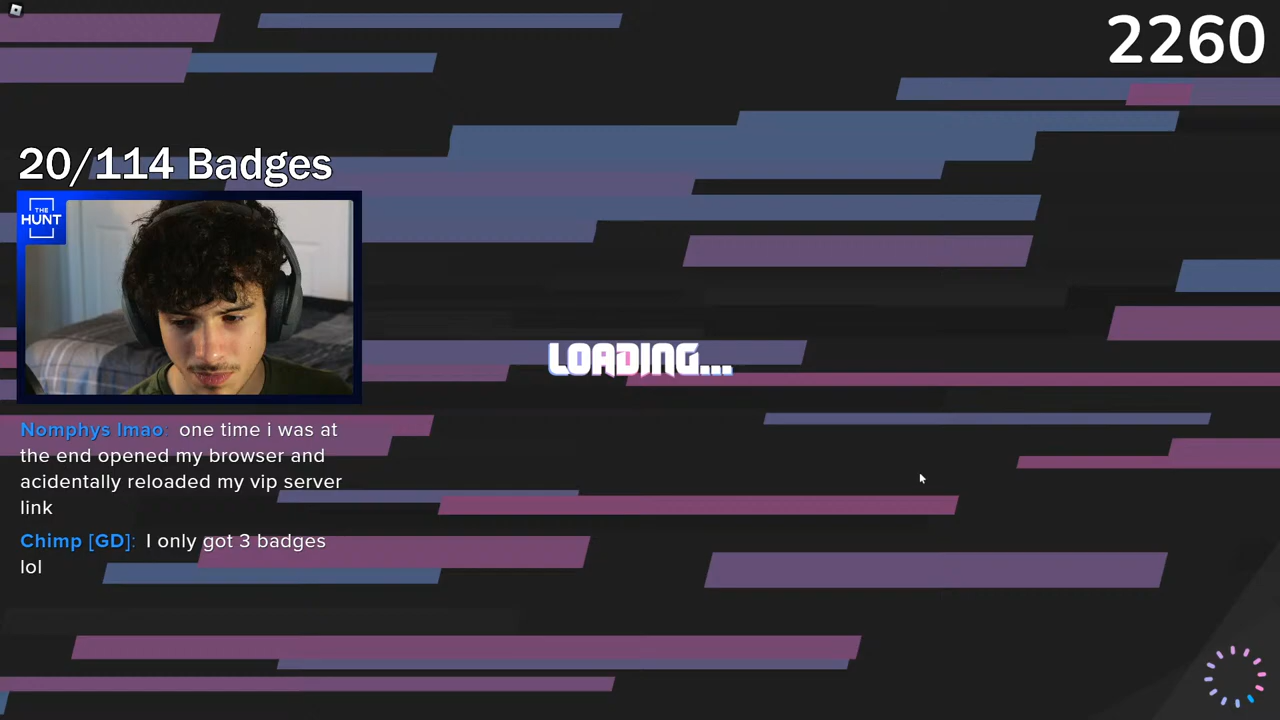 2260
20/114 Badges
THE
HUNT
LOADING...
Nomphys lmao: one time i was at
the end opened my browser and
acidentally reloaded my vip server
link
Chimp [GD]: I only got 3 badges
lol